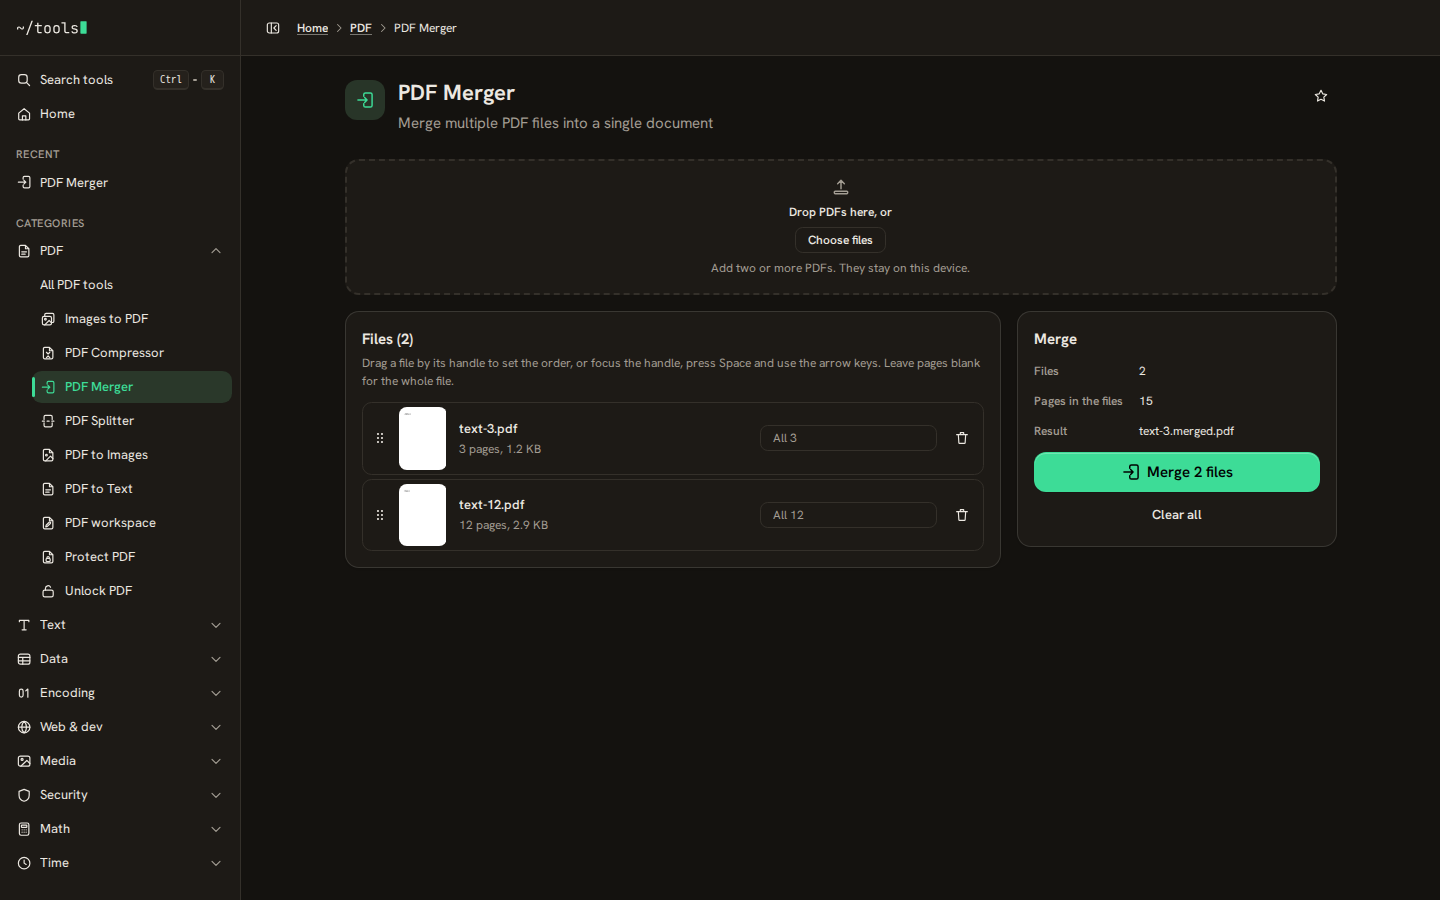 ~/tools
Search tools Ctrl - K
Home
RECENT
PDF Merger
CATEGORIES
PDF
All PDF tools
Images to PDF
PDF Compressor
PDF Merger
PDF Splitter
PDF to Images
PDF to Text
PDF workspace
Protect PDF
Unlock PDF
Text
Data
01 Encoding
Web & dev
Media
Security
Math
Time
Home > PDF > PDF Merger
PDF Merger
Merge multiple PDF files into a single document
Drop PDFs here, or
Choose files
Add two or more PDFs. They stay on this device.
Files (2)
Drag a file by its handle to set the order, or focus the handle, press Space and use the arrow keys. Leave pages blank
for the whole file.
text-3.pdf
3 pages, 1.2 KB
All 3
text-12.pdf
12 pages, 2.9 KB
All 12
Merge
Files 2
Pages in the files 15
Result text-3.merged.pdf
Merge 2 files
Clear all